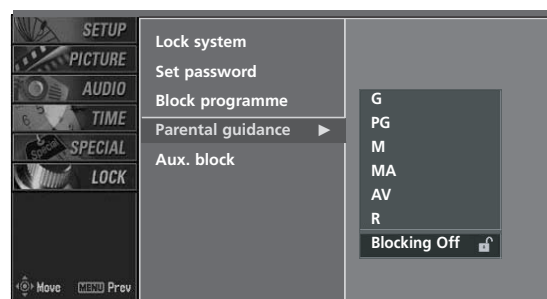 SETUP
PICTURE
AUDIO
TIME
SPECIAL
LOCK
Move MENU Prev
Lock system
Set password
Block programme
Parental guidance ►
Aux. block
G
PG
M
MA
AV
R
Blocking Off